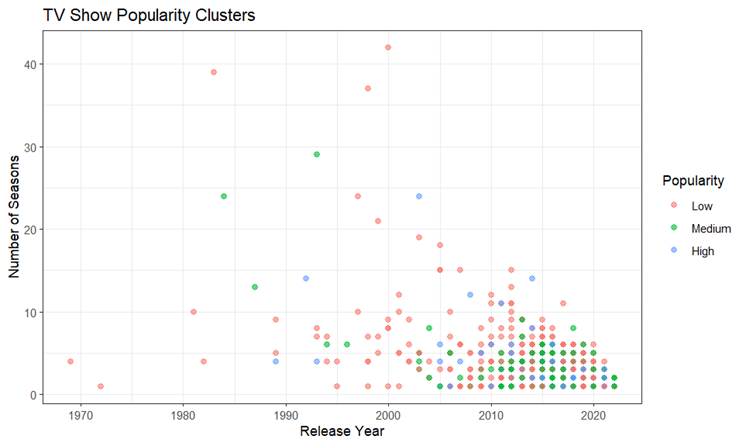 TV Show Popularity Clusters
Number of Seasons
40
30
20
10
0
1970 1980 1990 2000 2010 2020
Release Year
Popularity
Low
Medium
High